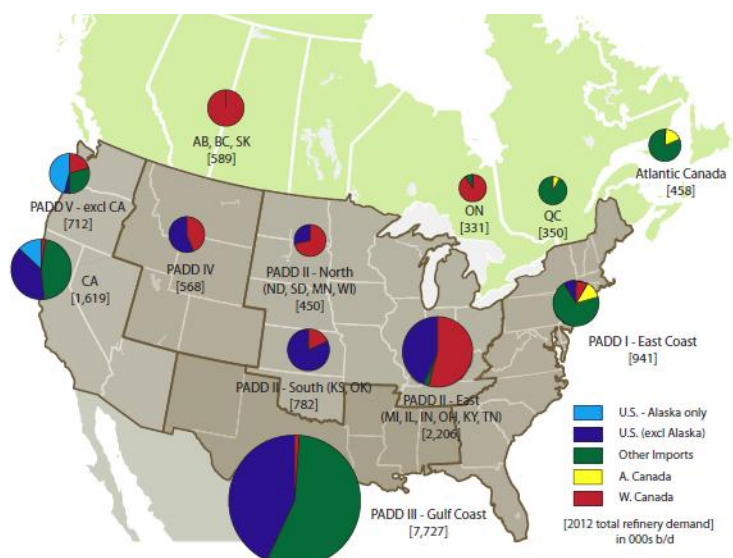 AB, BC, SK
[589]
Atlantic Canada
[458]
ON
[331]
QC
[350]
PADD V - excl CA
[712]
PADD IV
[568]
PADD II - North
(ND, SD, MN, WI)
[450]
CA
[1,619]
PADD I - East Coast
[941]
PADD II - South (KS, OK)
[782]
PADD II - East
(MI, IL, IN, OH, KY, TN)
[2,206]
PADD III - Gulf Coast
[7,727]
U.S. - Alaska only
U.S. (excl Alaska)
Other Imports
A. Canada
W. Canada
[2012 total refinery demand]
in 000s b/d